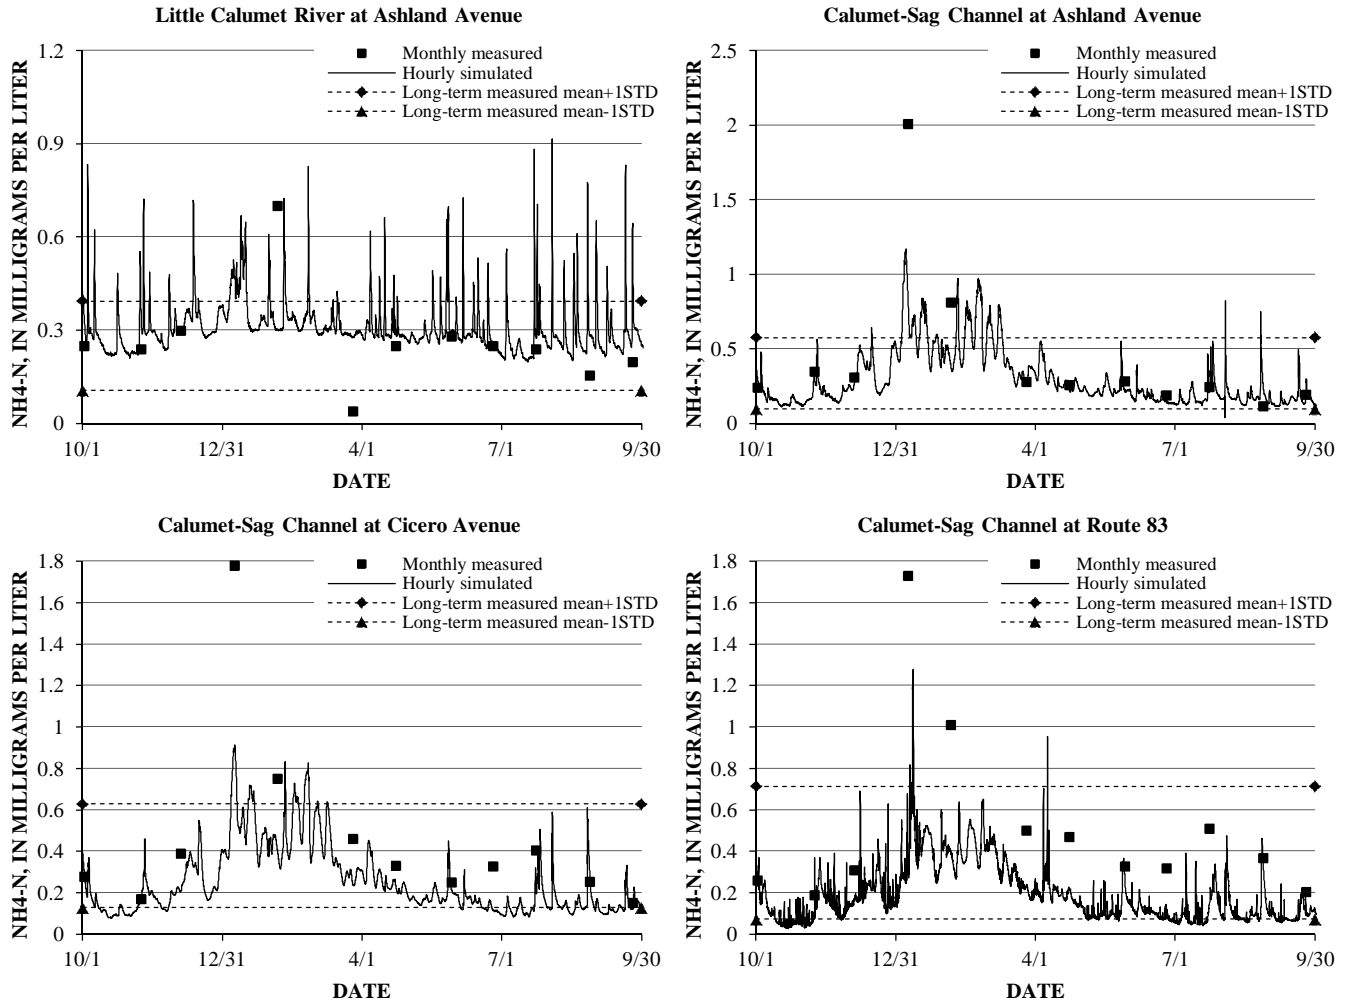 Little Calumet River at Ashland Avenue
NH4-N, IN MILLIGRAMS PER LITER
1.2
0.9
0.6
0.3
0
Monthly measured
Hourly simulated
Long-term measured mean+1STD
Long-term measured mean-1STD
10/1 12/31 4/1 7/1 9/30
DATE
Calumet-Sag Channel at Ashland Avenue
NH4-N, IN MILLIGRAMS PER LITER
2.5
2
1.5
1
0.5
0
Monthly measured
Hourly simulated
Long-term measured mean+1STD
Long-term measured mean-1STD
10/1 12/31 4/1 7/1 9/30
DATE
Calumet-Sag Channel at Cicero Avenue
NH4-N, IN MILLIGRAMS PER LITER
1.8
1.6
1.4
1.2
1
0.8
0.6
0.4
0.2
0
Monthly measured
Hourly simulated
Long-term measured mean+1STD
Long-term measured mean-1STD
10/1 12/31 4/1 7/1 9/30
DATE
Calumet-Sag Channel at Route 83
NH4-N, IN MILLIGRAMS PER LITER
1.8
1.6
1.4
1.2
1
0.8
0.6
0.4
0.2
0
Monthly measured
Hourly simulated
Long-term measured mean+1STD
Long-term measured mean-1STD
10/1 12/31 4/1 7/1 9/30
DATE